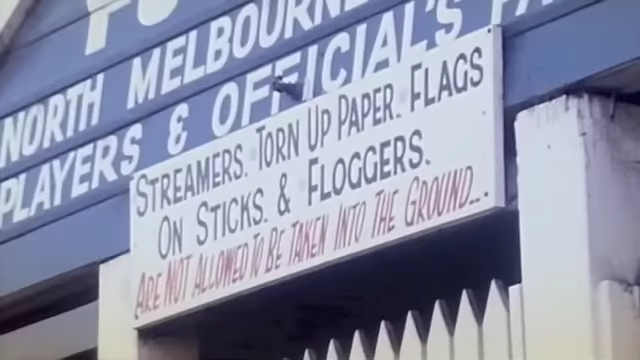 NORTH MELBOURNE
PLAYERS & OFFICIAL'S
STREAMERS. TORN UP PAPER. FLAGS
ON STICKS. & FLOGGERS.
ARE NOT ALLOWED TO BE TAKEN INTO THE GROUND...